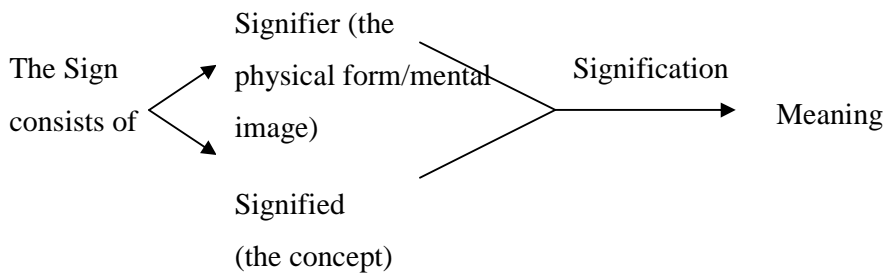 The Sign
consists of
Signifier (the
physical form/mental
image)
Signified
(the concept)
Signification
Meaning